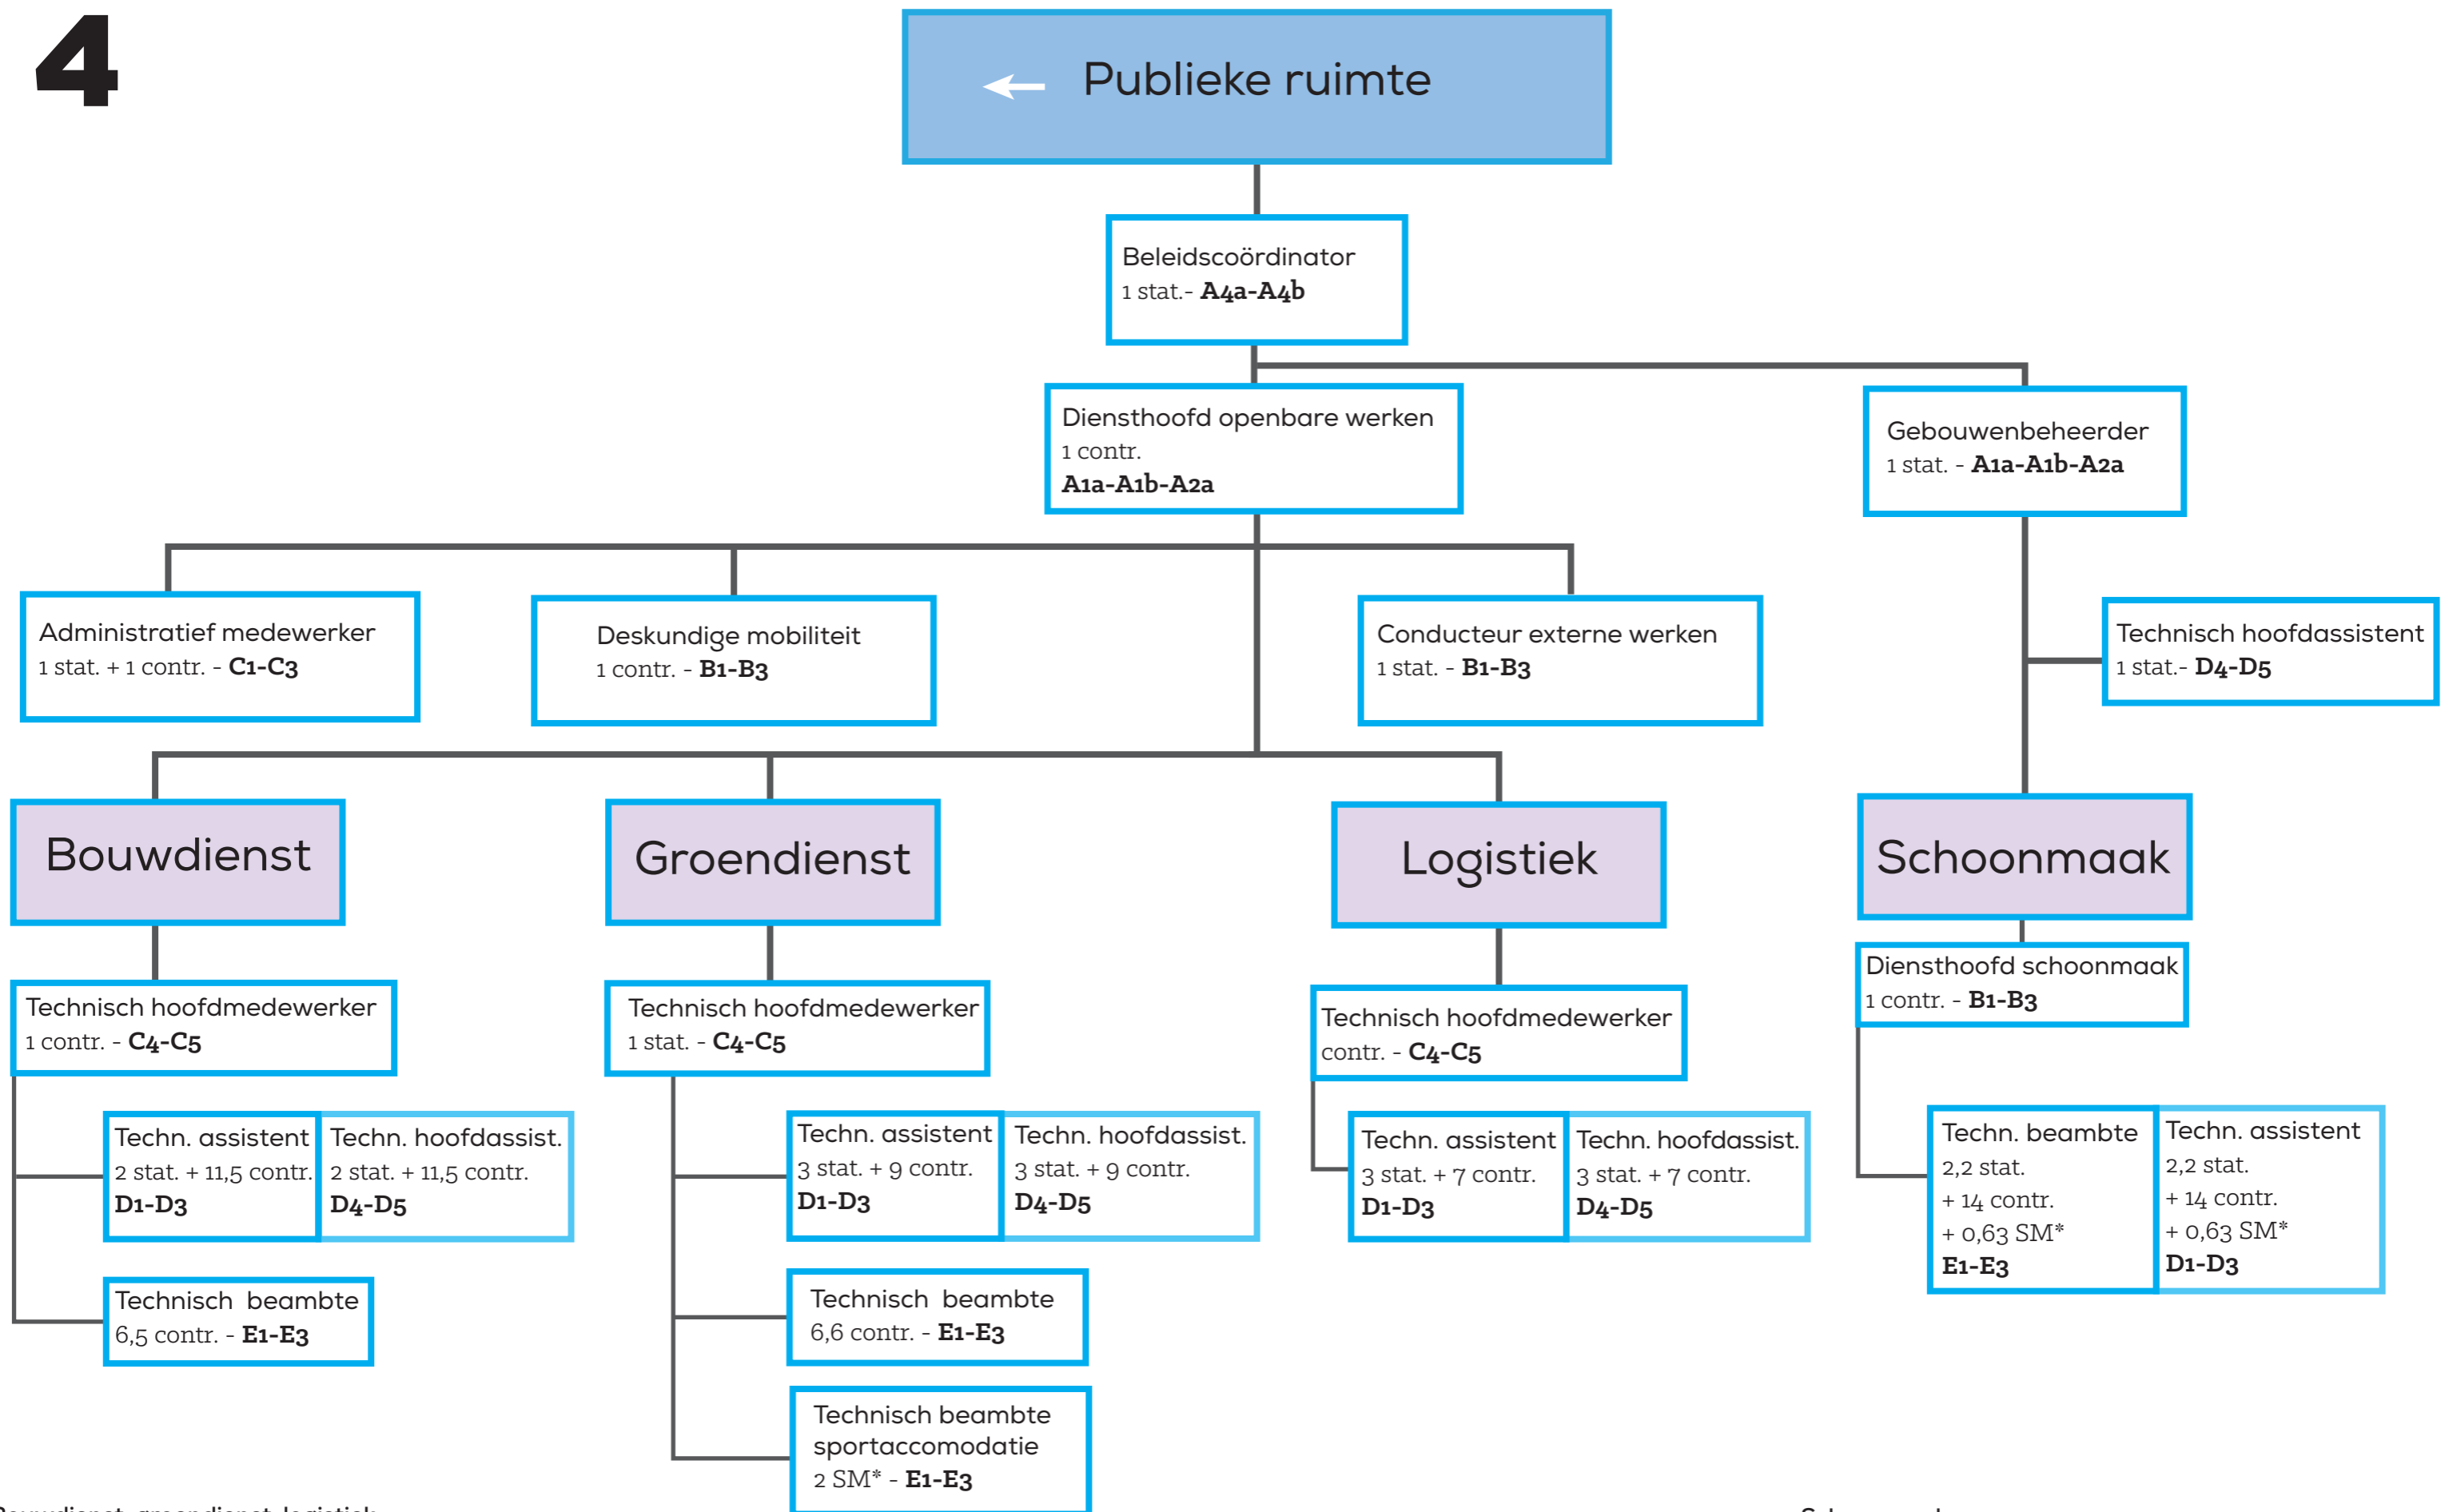 4
Publieke ruimte
Beleidscoördinator
1 stat.- A4a-A4b
Diensthoofd openbare werken
1 contr.
A1a-A1b-A2a
Gebouwenbeheerder
1 stat. - A1a-A1b-A2a
Administratief medewerker
1 stat. + 1 contr. - C1-C3
Deskundige mobiliteit
1 contr. - B1-B3
Conducteur externe werken
1 stat. - B1-B3
Technisch hoofdassistent
1 stat.- D4-D5
Bouwdienst
Groendienst
Logistiek
Schoonmaak
Technisch hoofdmedewerker
1 contr. - C4-C5
Technisch hoofdmedewerker
1 stat. - C4-C5
Technisch hoofdmedewerker
contr. - C4-C5
Diensthoofd schoonmaak
1 contr. - B1-B3
Techn. assistent
2 stat. + 11,5 contr.
D1-D3
Techn. hoofdassist.
2 stat. + 11,5 contr.
D4-D5
Technisch beambte
6,5 contr. - E1-E3
Techn. assistent
3 stat. + 9 contr.
D1-D3
Techn. hoofdassist.
3 stat. + 9 contr.
D4-D5
Technisch beambte
6,6 contr. - E1-E3
Technisch beambte
sportaccomodatie
2 SM* - E1-E3
Techn. assistent
3 stat. + 7 contr.
D1-D3
Techn. hoofdassist.
3 stat. + 7 contr.
D4-D5
Techn. beambte
2,2 stat.
+ 14 contr.
+ 0,63 SM*
E1-E3
Techn. assistent
2,2 stat.
+ 14 contr.
+ 0,63 SM*
D1-D3